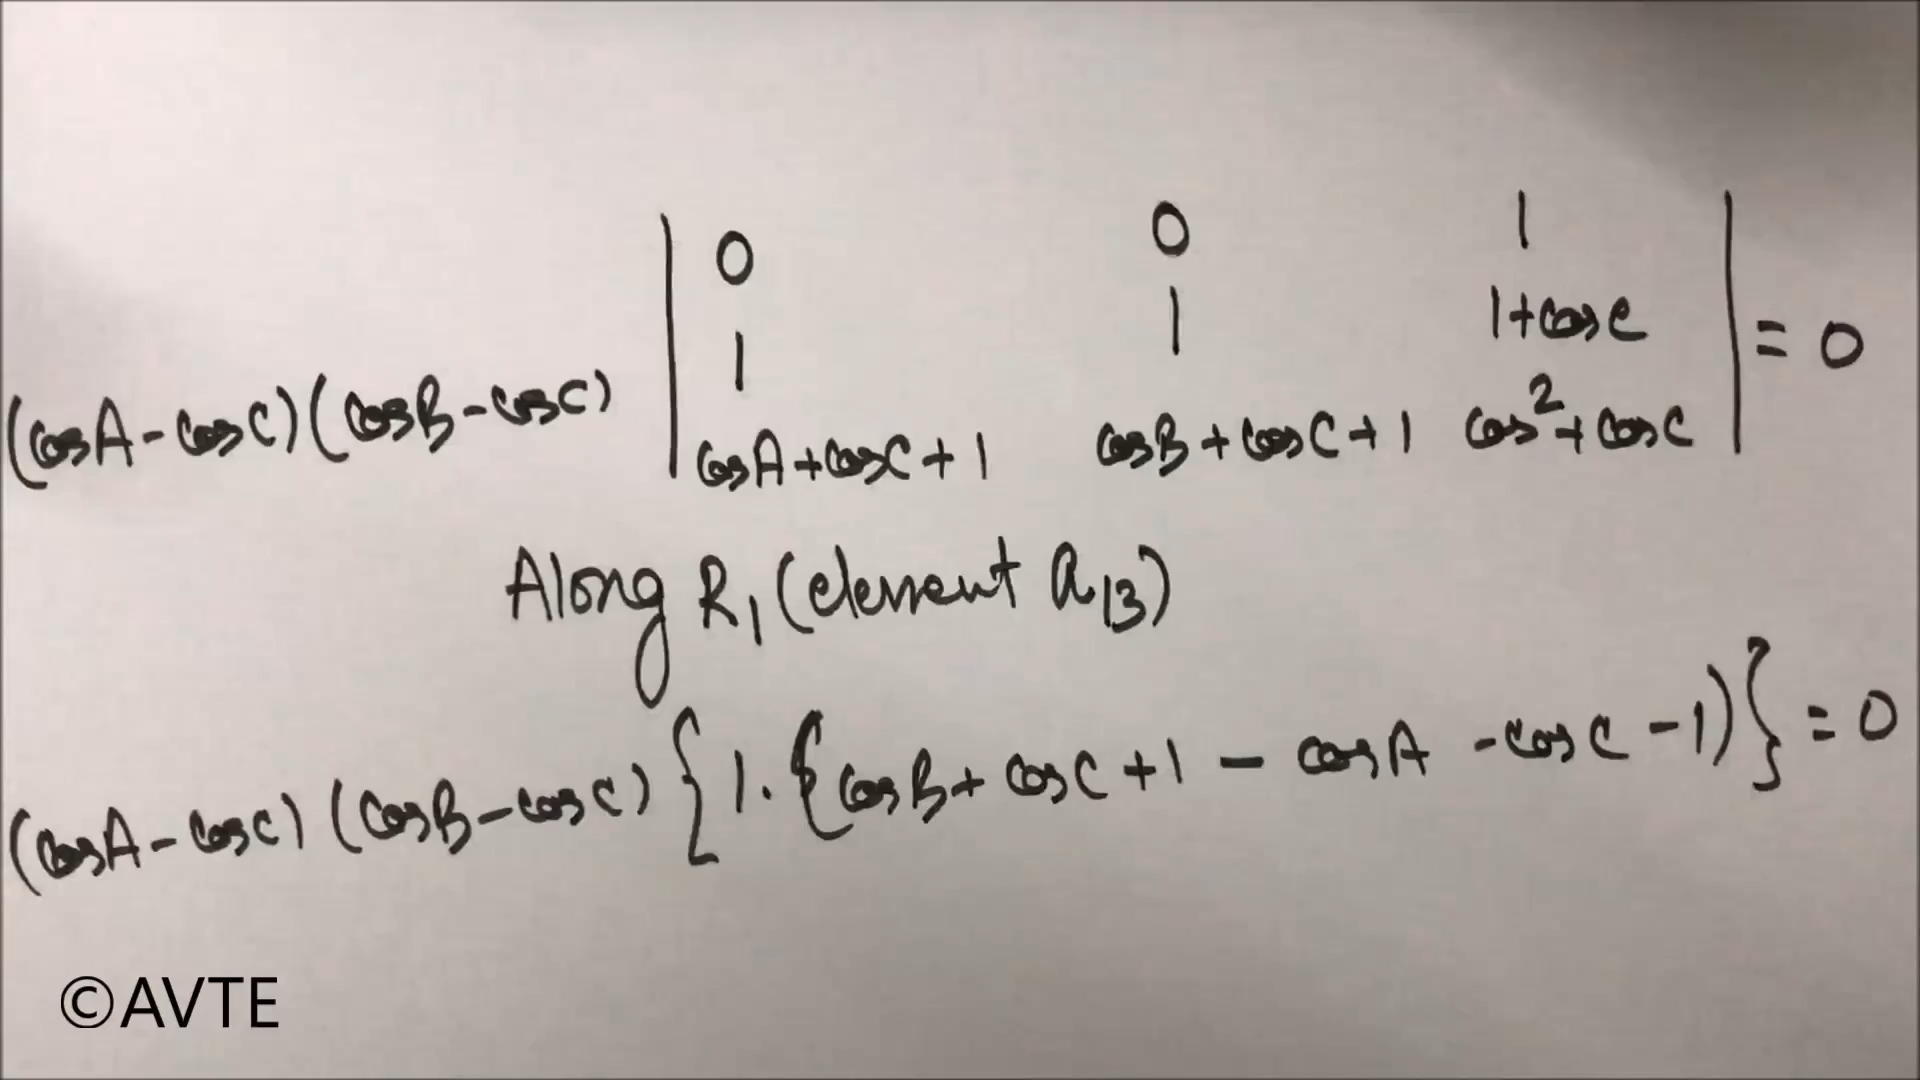 0 0 1
1 1 1+cosC
(cosA-cosC)(cosB-cosC) | | = 0
cosA+cosC+1 cosB+cosC+1 cos²+cosC
Along R₁ (element a₁₃)
(cosA-cosC)(cosB-cosC){1.{cosB+cosC+1-cosA-cosC-1)}=0
©AVTE